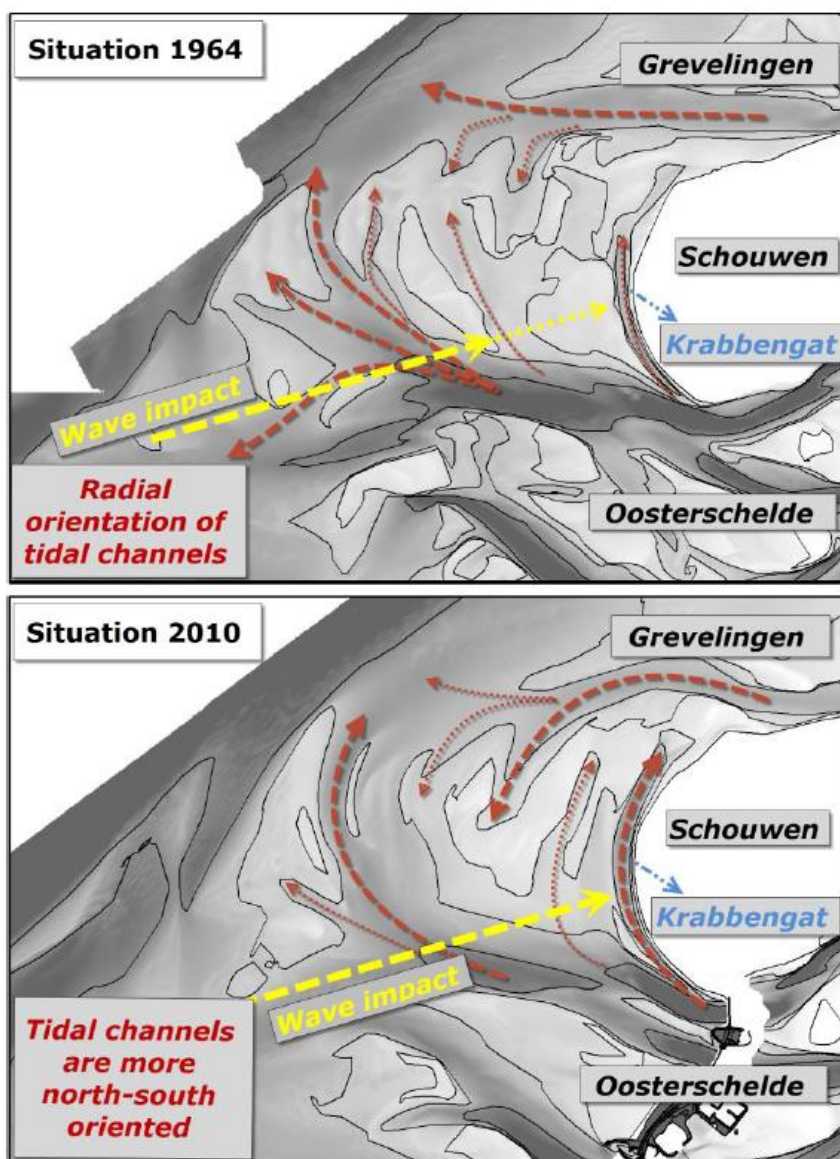 Situation 1964
Grevelingen
Schouwen
Krabbengat
Wave impact
Radial
orientation of
tidal channels
Oosterschelde
Situation 2010
Grevelingen
Schouwen
Krabbengat
Wave impact
Tidal channels
are more
north-south
oriented
Oosterschelde